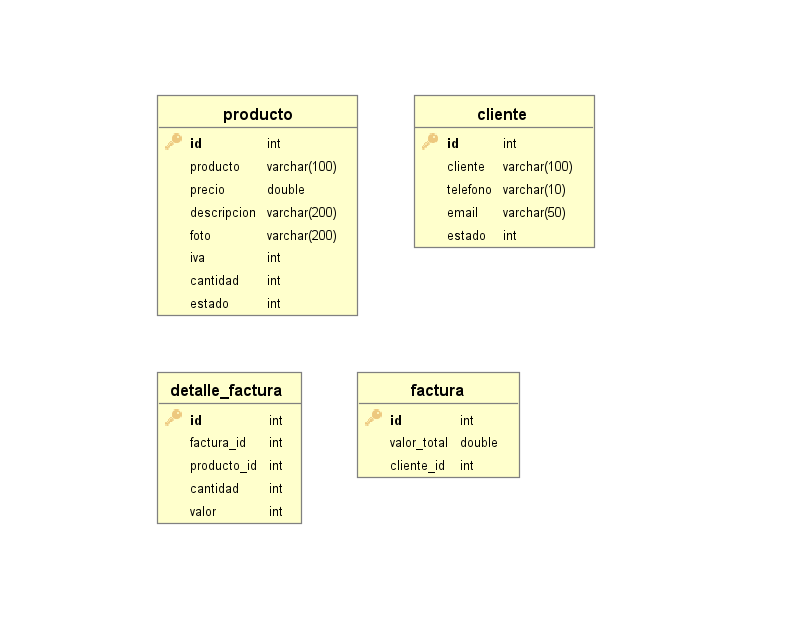 producto
id int
producto varchar(100)
precio double
descripcion varchar(200)
foto varchar(200)
iva int
cantidad int
estado int
cliente
id int
cliente varchar(100)
telefono varchar(10)
email varchar(50)
estado int
detalle_factura
id int
factura_id int
producto_id int
cantidad int
valor int
factura
id int
valor_total double
cliente_id int